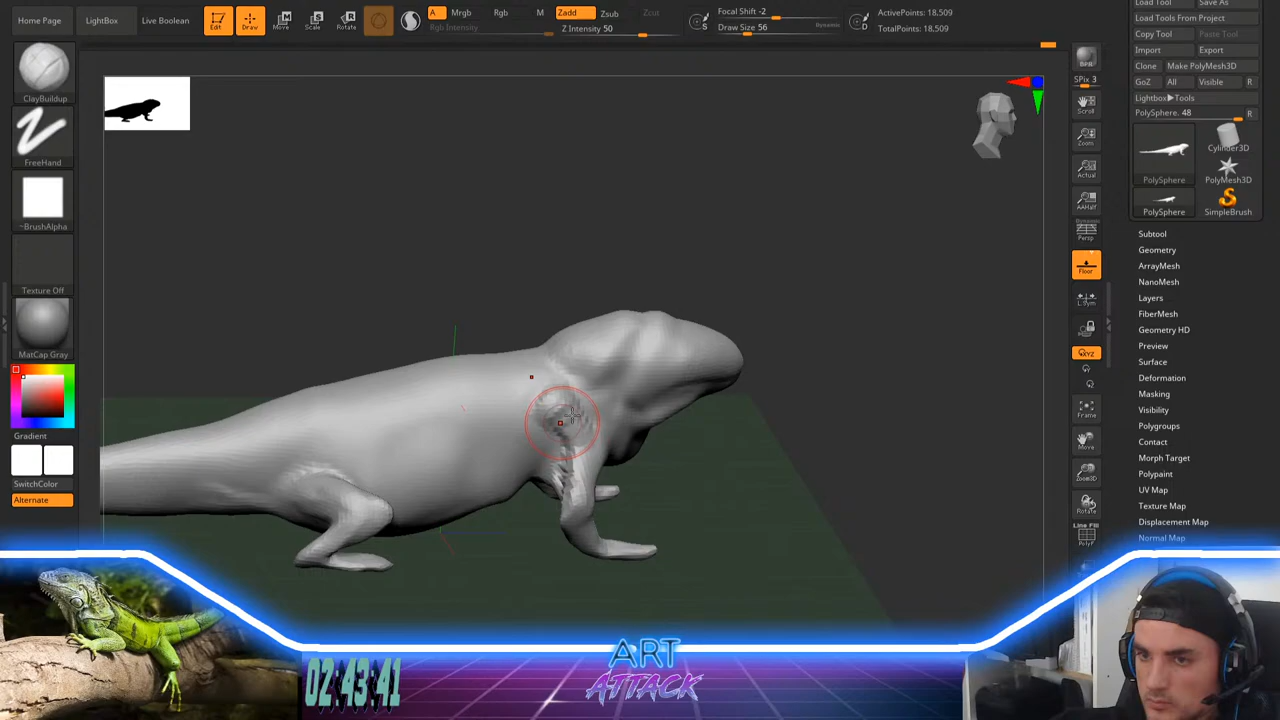 Home Page
LightBox
Live Boolean
Edit
Draw
Move
Scale
Rotate
A
Mrgb
Rgb
M
Rgb Intensity
Zadd
Zsub
Zcut
Z Intensity 50
S
Focal Shift -2
Draw Size 56
Dynamic
D
ActivePoints: 18,509
TotalPoints: 18,509
ClayBuildup
FreeHand
~BrushAlpha
Texture Off
MatCap Gray
Gradient
SwitchColor
Alternate
BPR
SPix 3
Scroll
Zoom
Actual
AAHalf
Dynamic
Persp
Floor
L.Sym
XYZ
Frame
Move
Zoom3D
Rotate
Line Fill
PolyF
Load Tool
Save As
Load Tools From Project
Copy Tool
Paste Tool
Import
Export
Clone
Make PolyMesh3D
GoZ
All
Visible
R
Lightbox▶Tools
PolySphere. 48
R
PolySphere
Cylinder3D
PolyMesh3D
PolySphere
SimpleBrush
Subtool
Geometry
ArrayMesh
NanoMesh
Layers
FiberMesh
Geometry HD
Preview
Surface
Deformation
Masking
Visibility
Polygroups
Contact
Morph Target
Polypaint
UV Map
Texture Map
Displacement Map
Normal Map
02:43:41
ART
ATTACK